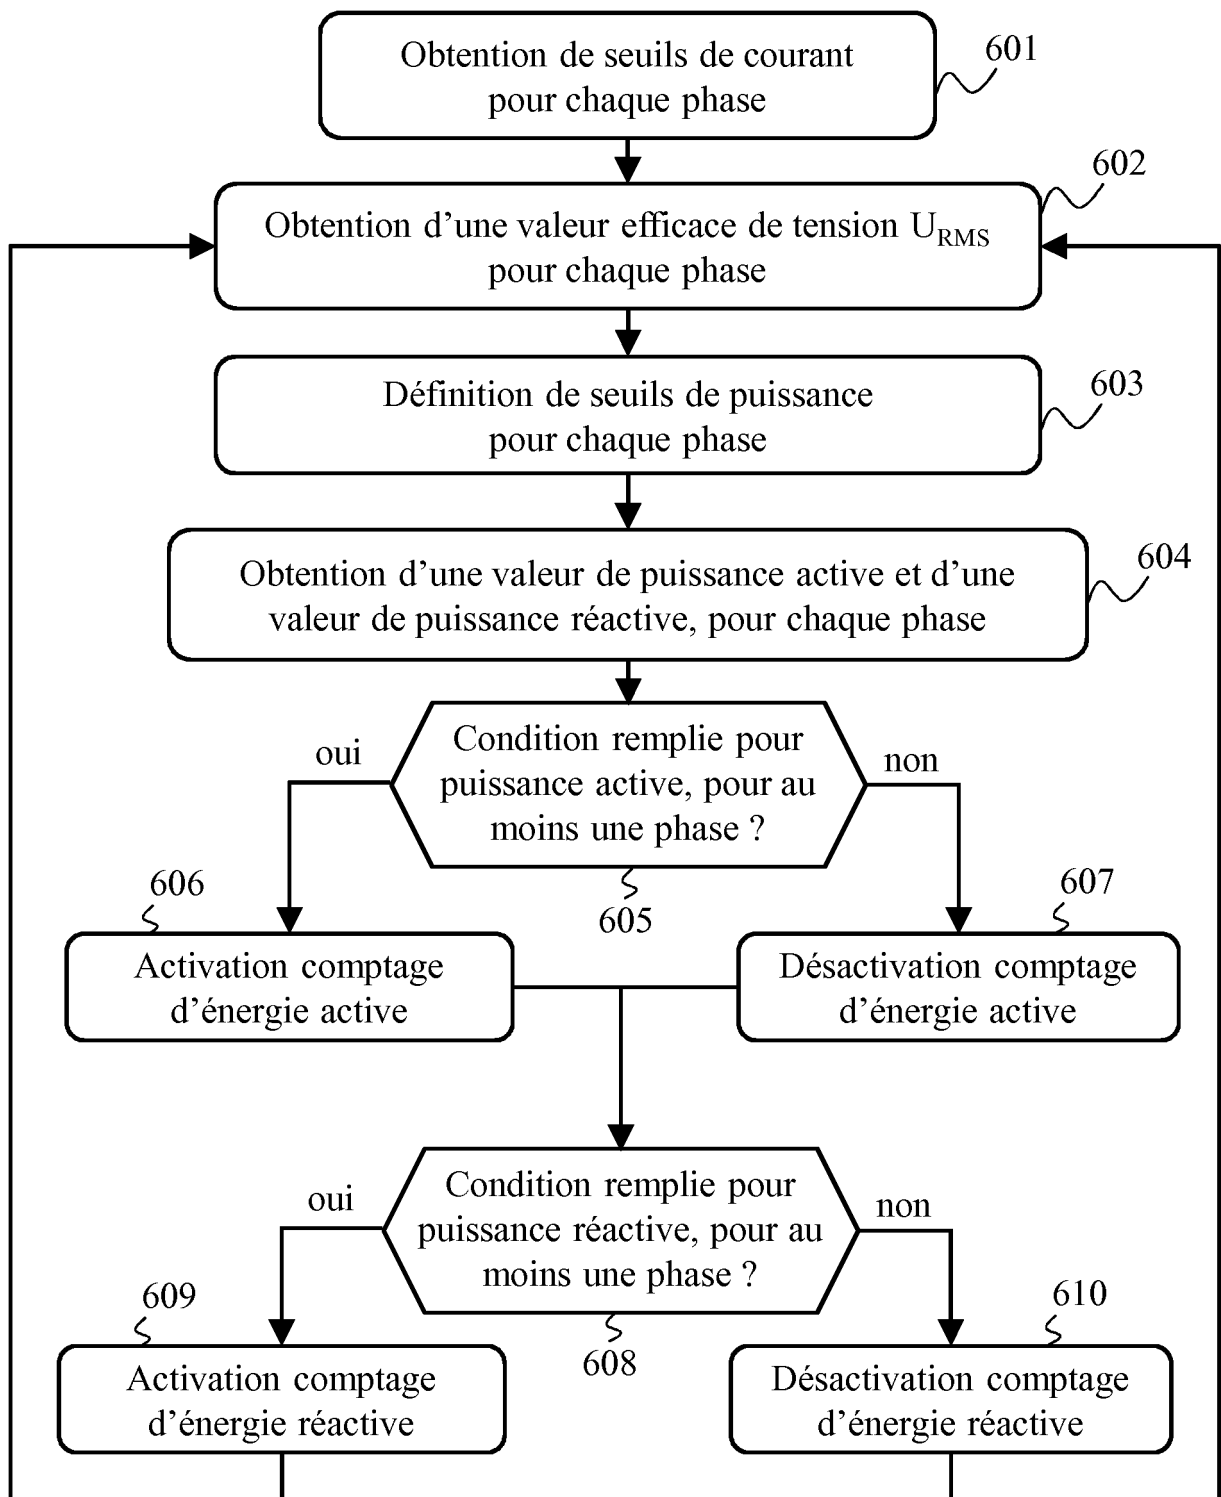 Obtention de seuils de courant
pour chaque phase
601
602
Obtention d’une valeur efficace de tension URMS
pour chaque phase
Définition de seuils de puissance
pour chaque phase
603
604
Obtention d’une valeur de puissance active et d’une
valeur de puissance réactive, pour chaque phase
oui
Condition remplie pour
puissance active, pour au
moins une phase ?
non
606
605
607
Activation comptage
d’énergie active
Désactivation comptage
d’énergie active
oui
Condition remplie pour
puissance réactive, pour au
moins une phase ?
non
609
608
610
Activation comptage
d’énergie réactive
Désactivation comptage
d’énergie réactive